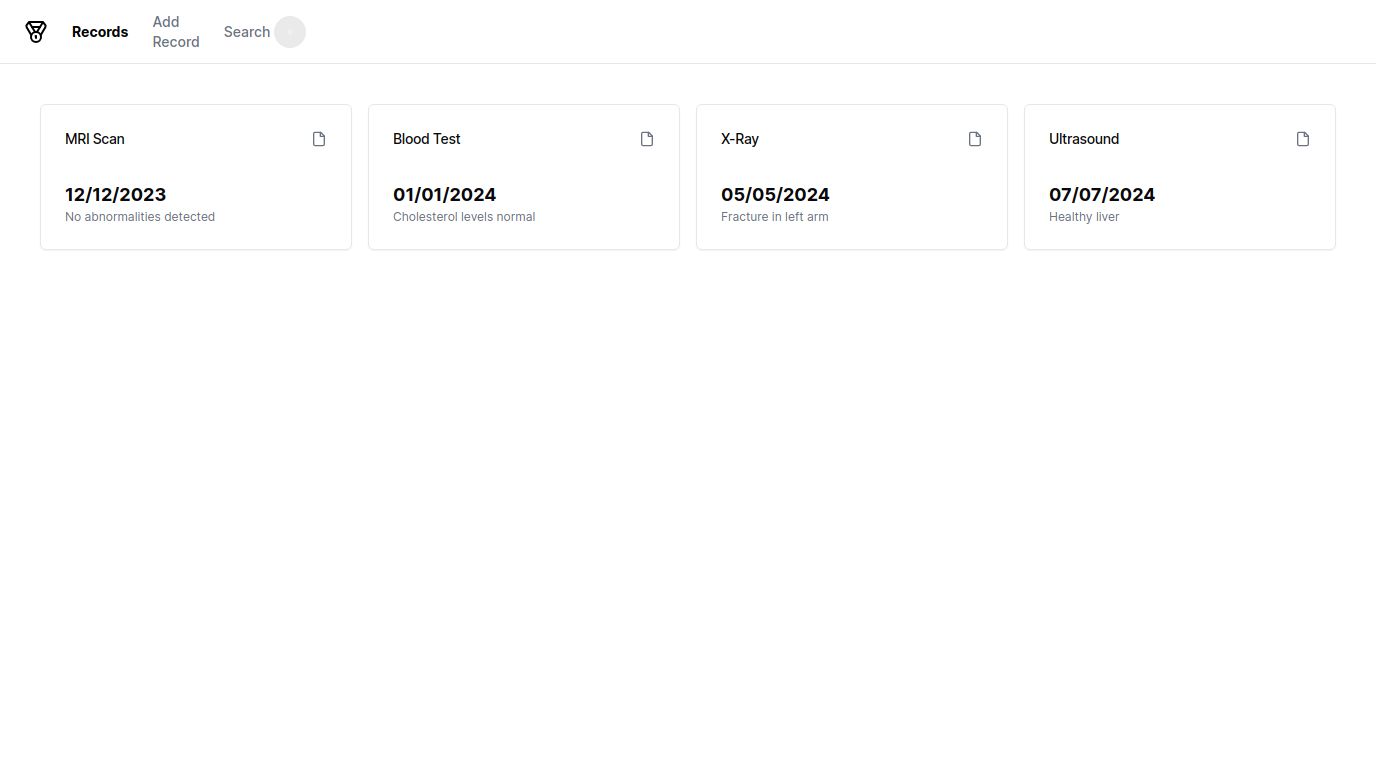 Records
Add
Record
Search
MRI Scan
12/12/2023
No abnormalities detected
Blood Test
01/01/2024
Cholesterol levels normal
X-Ray
05/05/2024
Fracture in left arm
Ultrasound
07/07/2024
Healthy liver